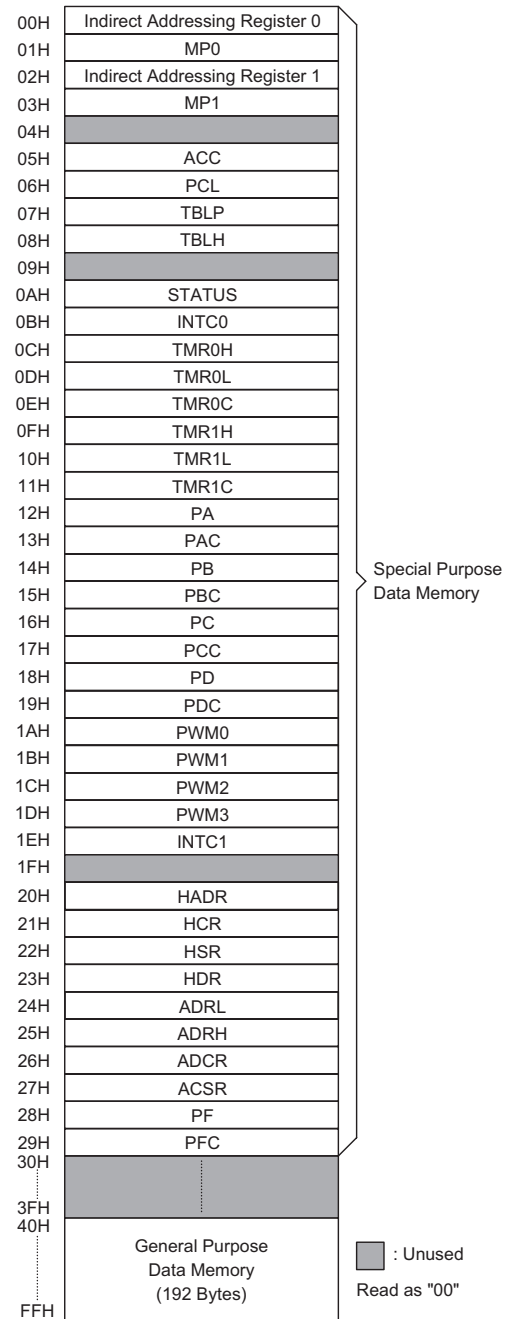 00H Indirect Addressing Register 0
01H MP0
02H Indirect Addressing Register 1
03H MP1
04H
05H ACC
06H PCL
07H TBLP
08H TBLH
09H
0AH STATUS
0BH INTC0
0CH TMR0H
0DH TMR0L
0EH TMR0C
0FH TMR1H
10H TMR1L
11H TMR1C
12H PA
13H PAC
14H PB
15H PBC
16H PC
17H PCC
18H PD
19H PDC
1AH PWM0
1BH PWM1
1CH PWM2
1DH PWM3
1EH INTC1
1FH
20H HADR
21H HCR
22H HSR
23H HDR
24H ADRL
25H ADRH
26H ADCR
27H ACSR
28H PF
29H PFC
30H
3FH
40H
FFH
General Purpose
Data Memory
(192 Bytes)
Special Purpose
Data Memory
: Unused
Read as "00"